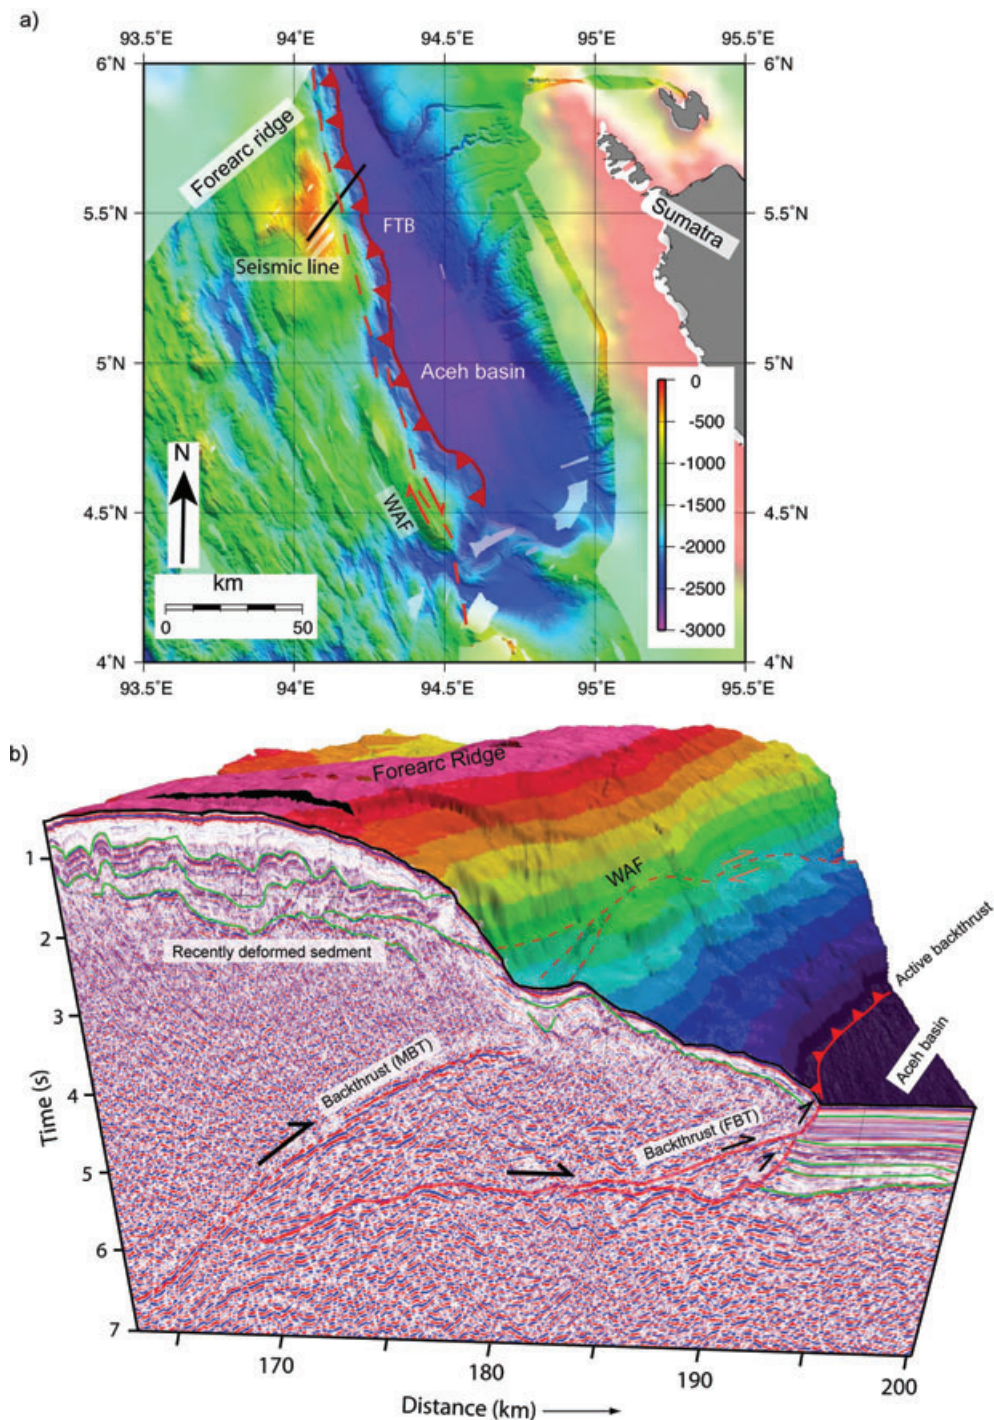 a)
93.5°E 94°E 94.5°E 95°E 95.5°E
6°N 6°N
Forearc ridge
Sumatra
5.5°N 5.5°N
FTB
Seismic line
5°N 5°N
Aceh basin
0
-500
N
-1000
WAF
4.5°N -1500 4.5°N
-2000
km
-2500
0 50
-3000
4°N 4°N
93.5°E 94°E 94.5°E 95°E 95.5°E
b)
Forearc Ridge
1
WAF
2
Recently deformed sediment
Active backthrust
3
Aceh basin
Backthrust (MBT)
4
Time (s)
Backthrust (FBT)
5
6
7
170 180 190 200
Distance (km)